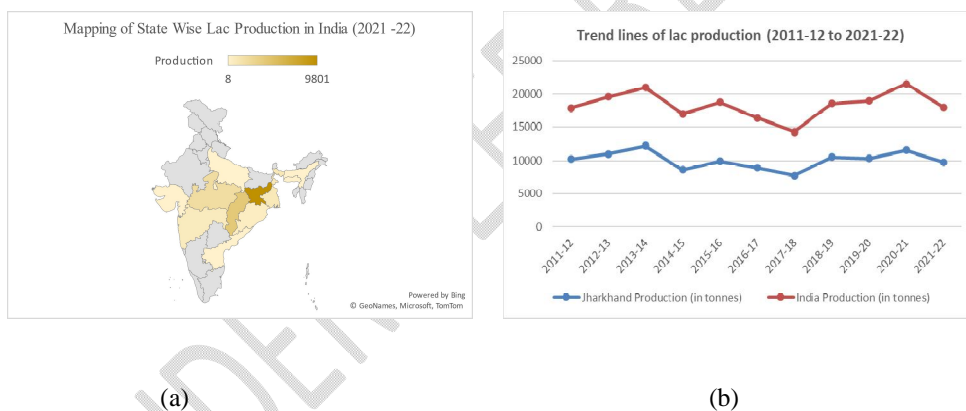 Mapping of State Wise Lac Production in India (2021 -22)
Production
8 9801
Powered by Bing
© GeoNames, Microsoft, TomTom
(a)
Trend lines of lac production (2011-12 to 2021-22)
25000
20000
15000
10000
5000
0
2011-12 2012-13 2013-14 2014-15 2015-16 2016-17 2017-18 2018-19 2019-20 2020-21 2021-22
Jharkhand Production (in tonnes) India Production (in tonnes)
(b)